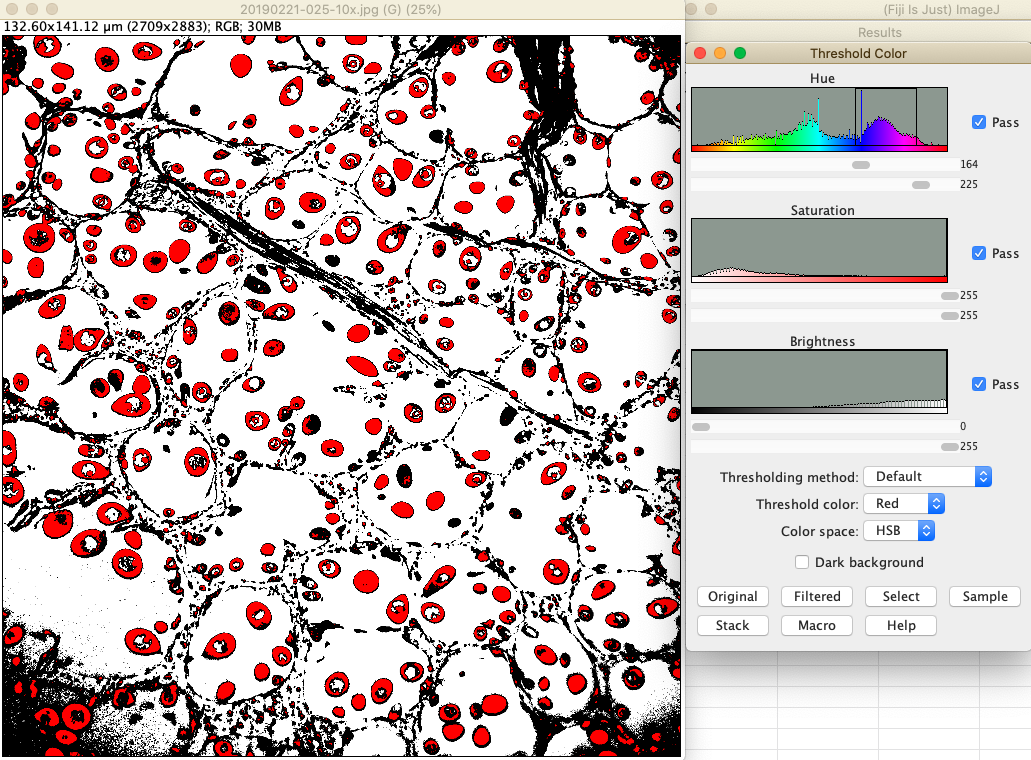 20190221-025-10x.jpg (G) (25%)
(Fiji Is Just) ImageJ
132.60x141.12 µm (2709x2883); RGB; 30MB
Results
Threshold Color
Hue
Pass
164
225
Saturation
Pass
255
255
Brightness
Pass
0
255
Thresholding method: Default
Threshold color: Red
Color space: HSB
Dark background
Original Filtered Select Sample
Stack Macro Help